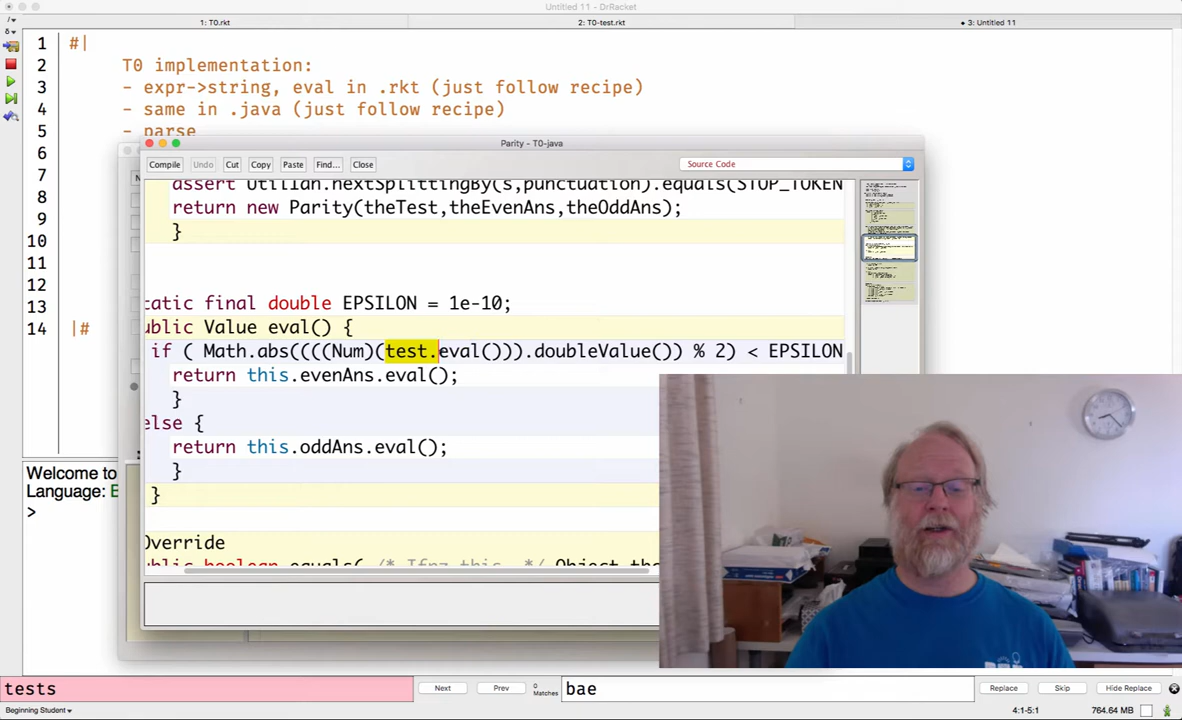 Untitled 11 - DrRacket
1: T0.rkt
2: T0-test.rkt
• 3: Untitled 11
1 #|
2 T0 implementation:
3 - expr->string, eval in .rkt (just follow recipe)
4 - same in .java (just follow recipe)
5 - parse
6
7
8
9
10
11
12
13
14 |#
Parity - T0-java
Compile Undo Cut Copy Paste Find... Close Source Code
return new Parity(theTest,theEvenAns,theOddAns);
}
tatic final double EPSILON = 1e-10;
ublic Value eval() {
if ( Math.abs((((Num)(test.eval())).doubleValue()) % 2) < EPSILON
return this.evenAns.eval();
}
else {
return this.oddAns.eval();
}
}
Override
Welcome to
Language: B
>
tests
Next Prev 0 Matches bae Replace Skip Hide Replace
Beginning Student 4:1-5:1 764.64 MB